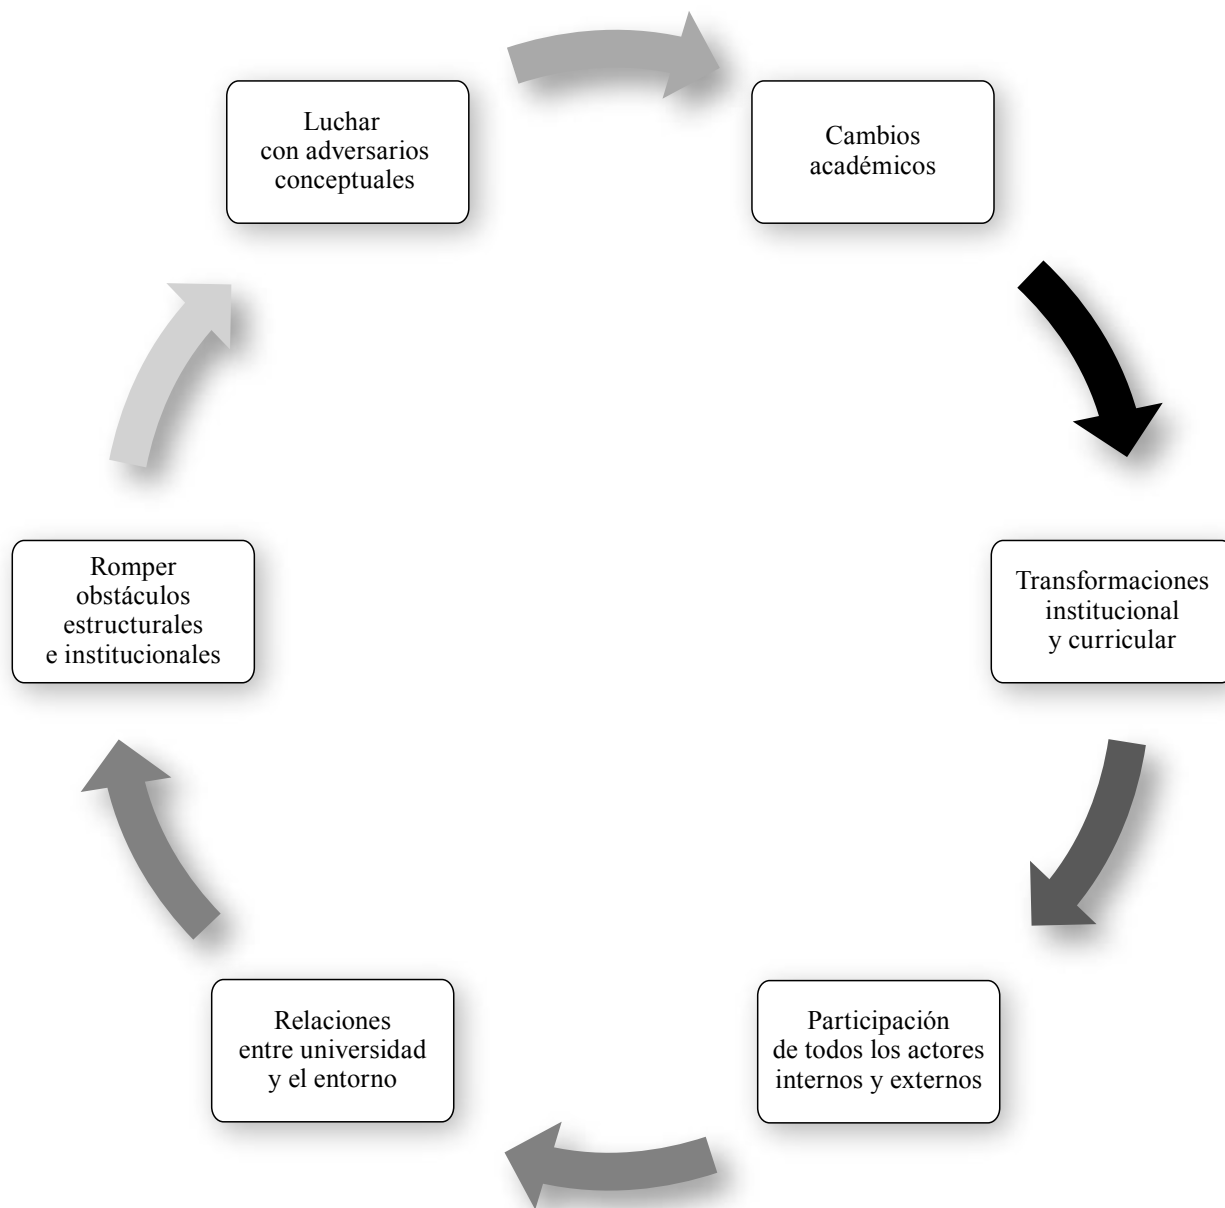 Luchar
con adversarios
conceptuales
Cambios
académicos
Transformaciones
institucional
y curricular
Participación
de todos los actores
internos y externos
Relaciones
entre universidad
y el entorno
Romper
obstáculos
estructurales
e institucionales